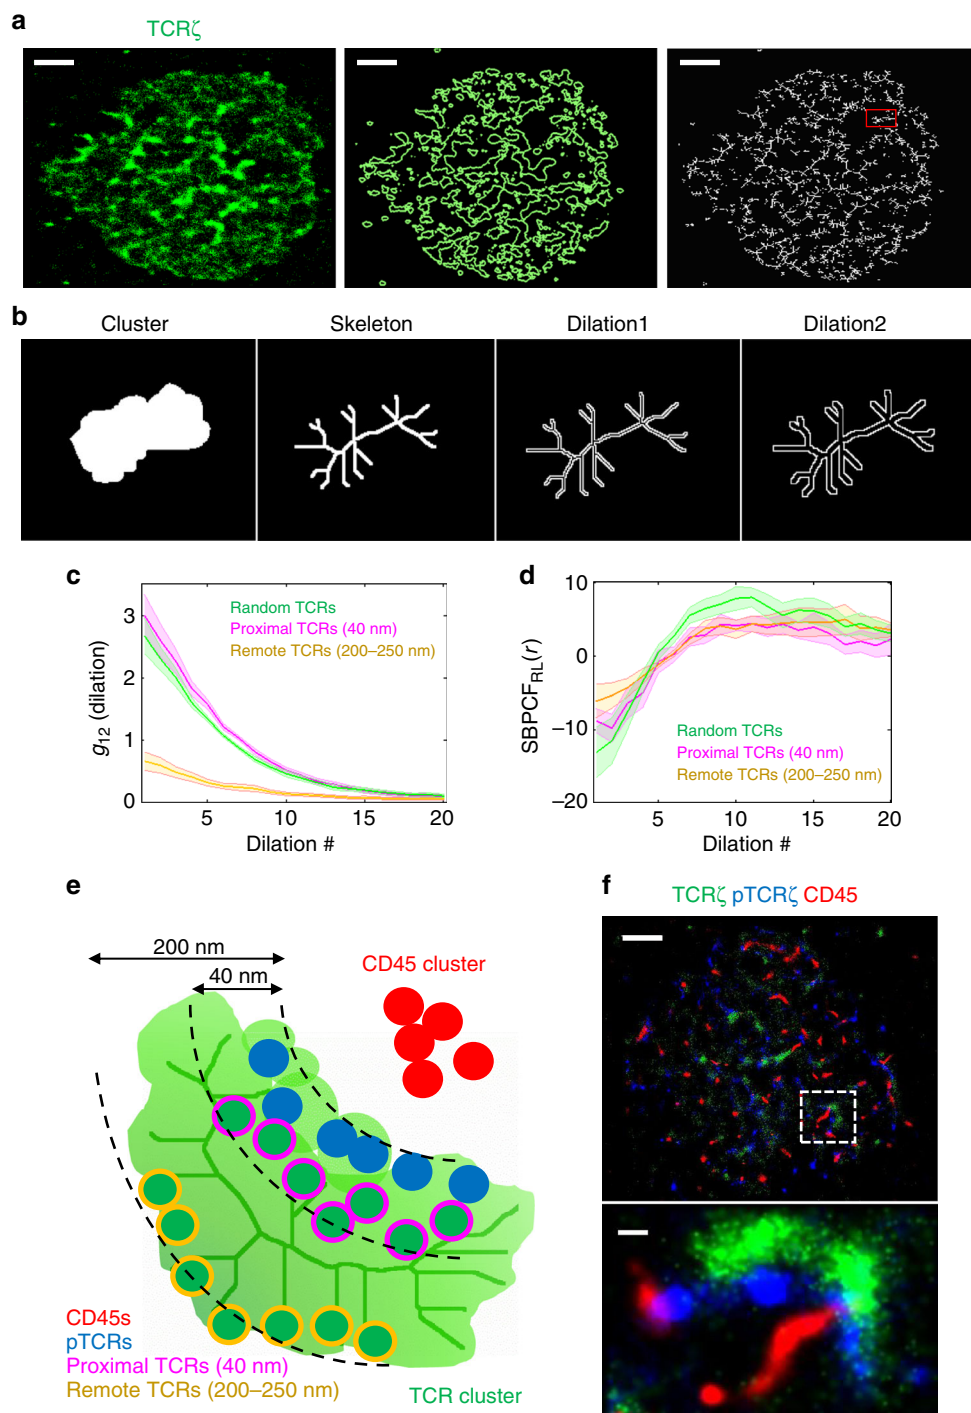 a
TCRζ
b
Cluster
Skeleton
Dilation1
Dilation2
c
g12 (dilation)
3
2
1
0
5
10
15
20
Dilation #
Random TCRs
Proximal TCRs (40 nm)
Remote TCRs (200–250 nm)
d
SBPCFRL(r)
10
0
–10
–20
5
10
15
20
Dilation #
Random TCRs
Proximal TCRs (40 nm)
Remote TCRs (200–250 nm)
e
200 nm
40 nm
CD45 cluster
CD45s
pTCRs
Proximal TCRs (40 nm)
Remote TCRs (200–250 nm)
TCR cluster
f
TCRζ pTCRζ CD45